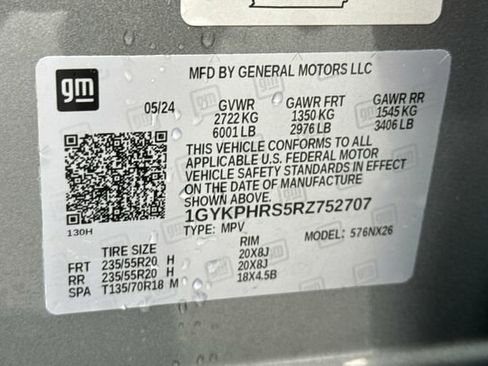 gm
MFD BY GENERAL MOTORS LLC
05/24 GVWR GAWR FRT GAWR RR
2722 KG 1350 KG 1545 KG
6001 LB 2976 LB 3406 LB
THIS VEHICLE CONFORMS TO ALL
APPLICABLE U.S. FEDERAL MOTOR
VEHICLE SAFETY STANDARDS IN EFFECT
ON THE DATE OF MANUFACTURE
SHOWN ABOVE.
1GYKPHRS5RZ752707
130H TYPE: MPV MODEL: 576NX26
TIRE SIZE RIM
FRT 235/55R20 H 20X8J
RR 235/55R20 H 20X8J
SPA T135/70R18 M 18X4.5B